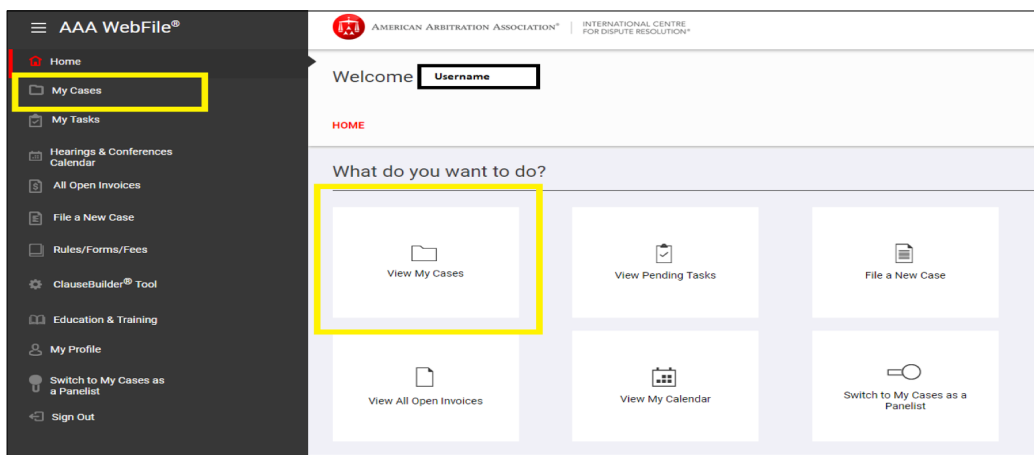 AAA WebFile®
Home
My Cases
My Tasks
Hearings & Conferences
Calendar
All Open Invoices
File a New Case
Rules/Forms/Fees
ClauseBuilder® Tool
Education & Training
My Profile
Switch to My Cases as
a Panelist
Sign Out
AMERICAN ARBITRATION ASSOCIATION®
INTERNATIONAL CENTRE
FOR DISPUTE RESOLUTION®
Welcome Username
HOME
What do you want to do?
View My Cases
View Pending Tasks
File a New Case
View All Open Invoices
View My Calendar
Switch to My Cases as a
Panelist